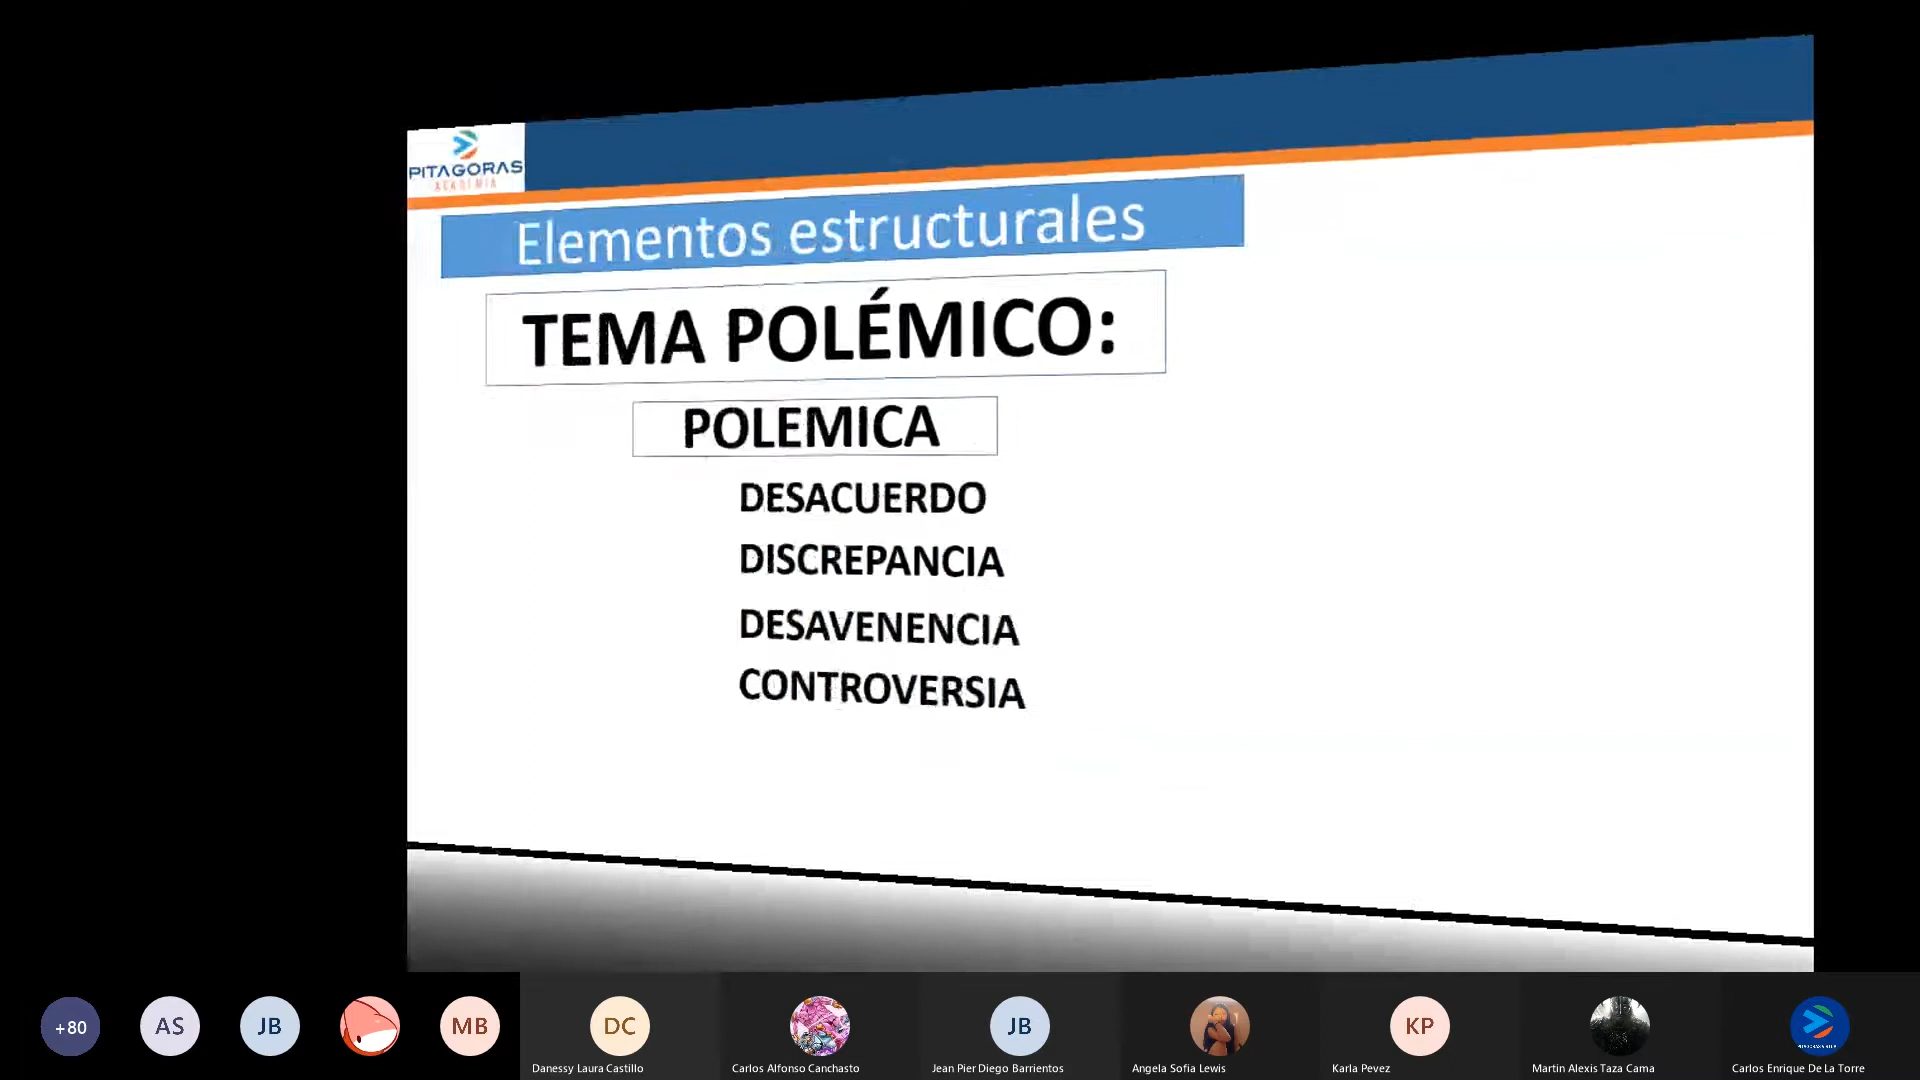 PITAGORAS
ACADEMIA
Elementos estructurales
TEMA POLÉMICO:
POLEMICA
DESACUERDO
DISCREPANCIA
DESAVENENCIA
CONTROVERSIA
+80
AS
JB
MB
DC
JB
KP
Danessy Laura Castillo
Carlos Alfonso Canchasto
Jean Pier Diego Barrientos
Angela Sofia Lewis
Karla Pevez
Martin Alexis Taza Cama
Carlos Enrique De La Torre